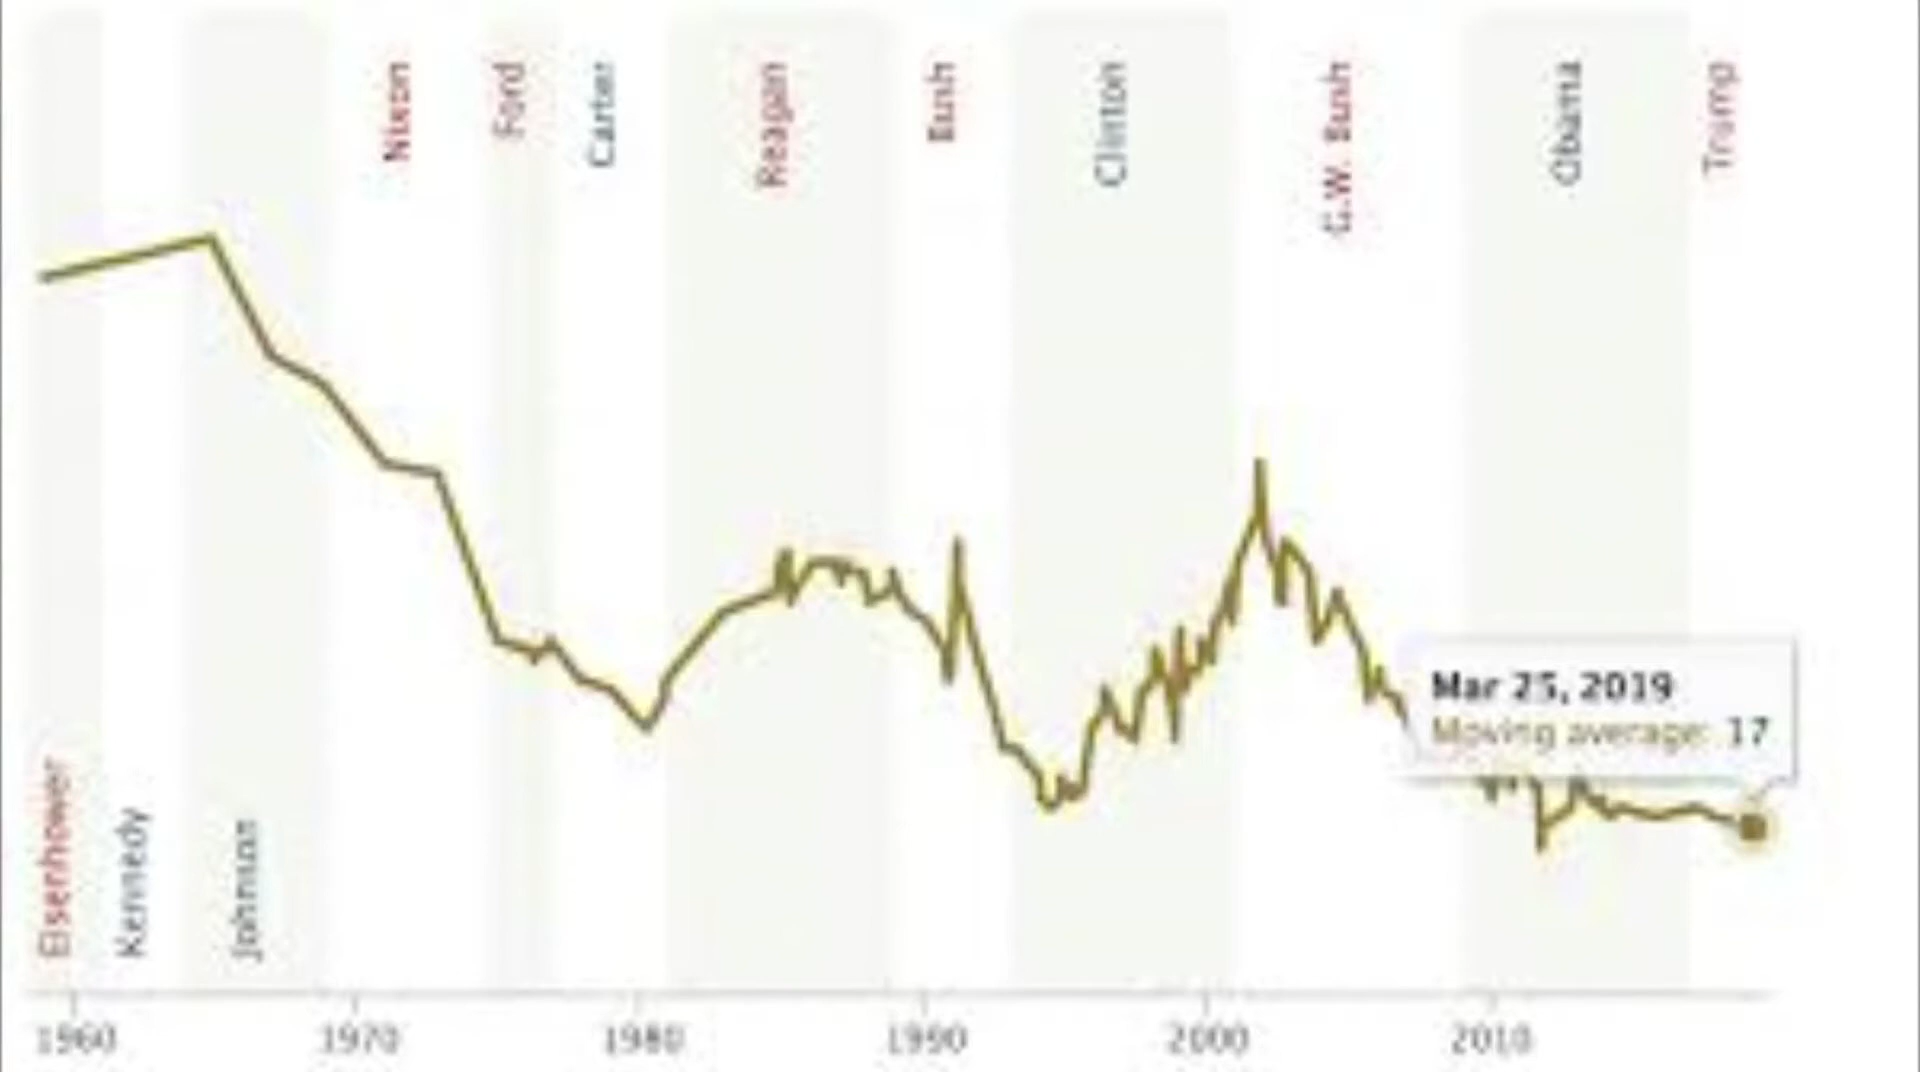 Nixon
Ford
Carter
Reagan
Bush
Clinton
G.W. Bush
Obama
Trump
Eisenhower
Kennedy
Johnson
Mar 25, 2019
Moving average: 17
1960
1970
1980
1990
2000
2010